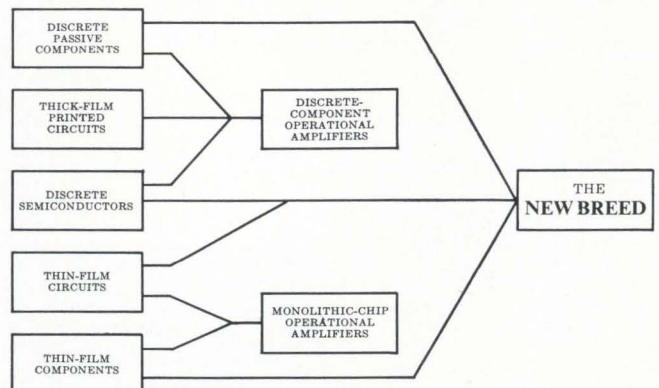 DISCRETE
PASSIVE
COMPONENTS
THICK-FILM
PRINTED
CIRCUITS
DISCRETE-
COMPONENT
OPERATIONAL
AMPLIFIERS
DISCRETE
SEMICONDUCTORS
THE
NEW BREED
THIN-FILM
CIRCUITS
MONOLITHIC-CHIP
OPERATIONAL
AMPLIFIERS
THIN-FILM
COMPONENTS